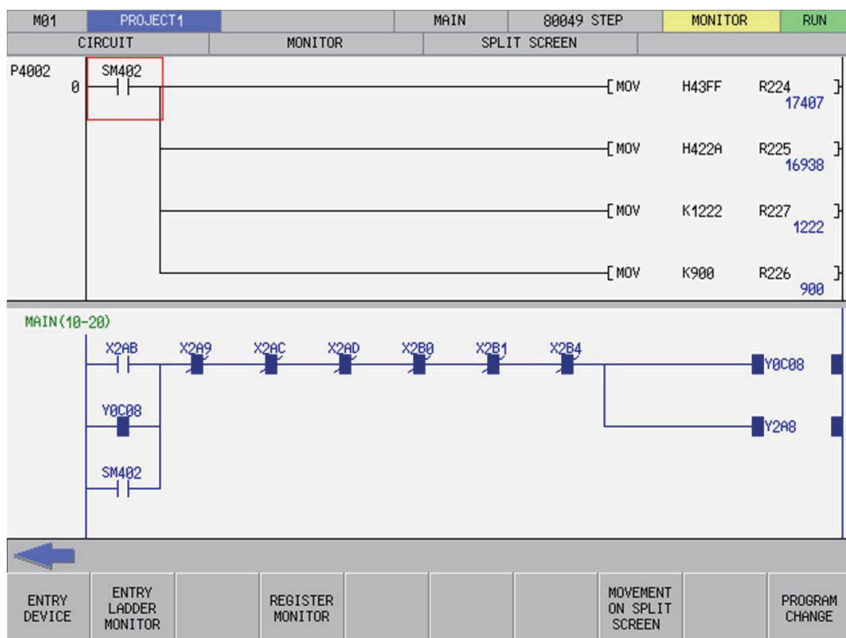 M01 PROJECT1 MAIN 80049 STEP MONITOR RUN
CIRCUIT MONITOR SPLIT SCREEN
P4002 SM402
0 MOV H43FF R224
17407
MOV H422A R225
16938
MOV K1222 R227
1222
MOV K900 R226
900
MAIN(10-20)
X2AB X2A9 X2AC X2AD X2B0 X2B1 X2B4
Y0C08
Y0C08
Y2A8
SM402
ENTRY DEVICE
ENTRY LADDER MONITOR
REGISTER MONITOR
MOVEMENT ON SPLIT SCREEN
PROGRAM CHANGE